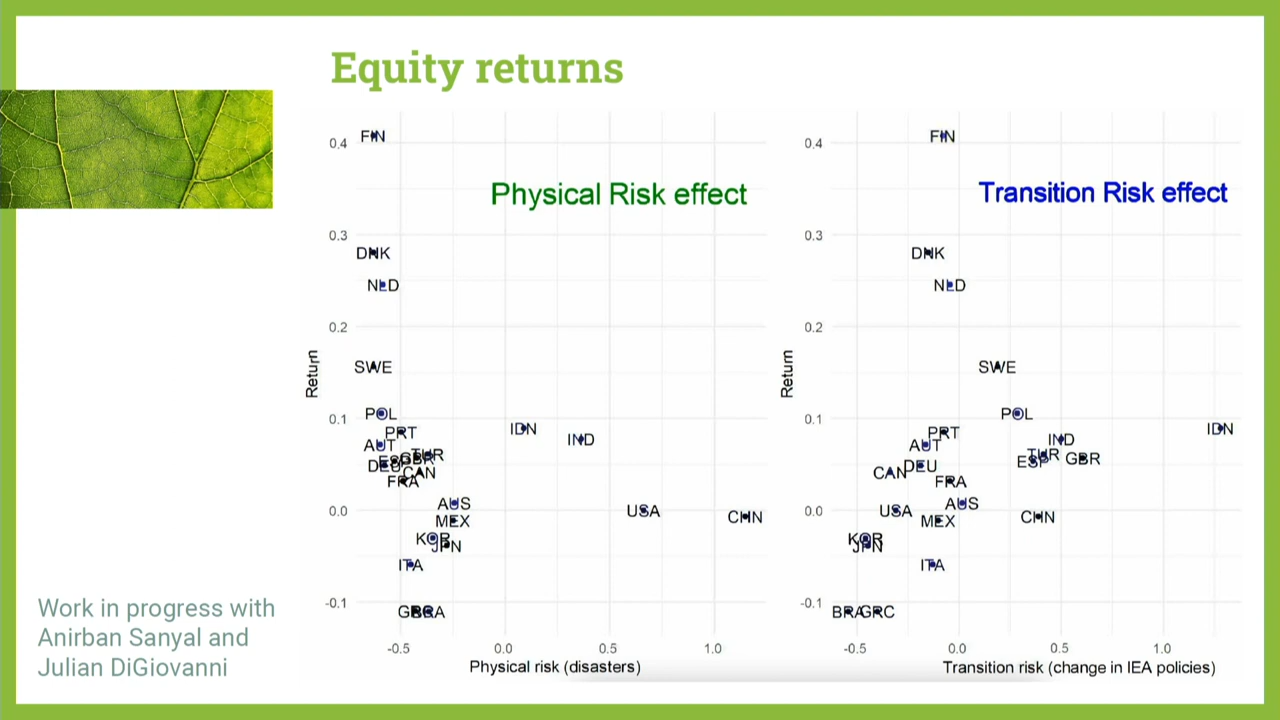 Equity returns
Physical Risk effect
Return
0.4
0.3
0.2
0.1
0.0
-0.1
FIN
DNK
NLD
SWE
POL
PRT
AUT
TUR
ESP
GBR
DEU
CAN
FRA
IDN
IND
AUS
MEX
KOR
JPN
ITA
GRC
BRA
USA
CHN
-0.5 0.0 0.5 1.0
Physical risk (disasters)
Transition Risk effect
Return
0.4
0.3
0.2
0.1
0.0
-0.1
FIN
DNK
NLD
SWE
POL
IDN
PRT
AUT
IND
TUR
ESP
GBR
DEU
CAN
FRA
AUS
USA
MEX
CHN
KOR
JPN
ITA
BRA
GRC
-0.5 0.0 0.5 1.0
Transition risk (change in IEA policies)
Work in progress with
Anirban Sanyal and
Julian DiGiovanni